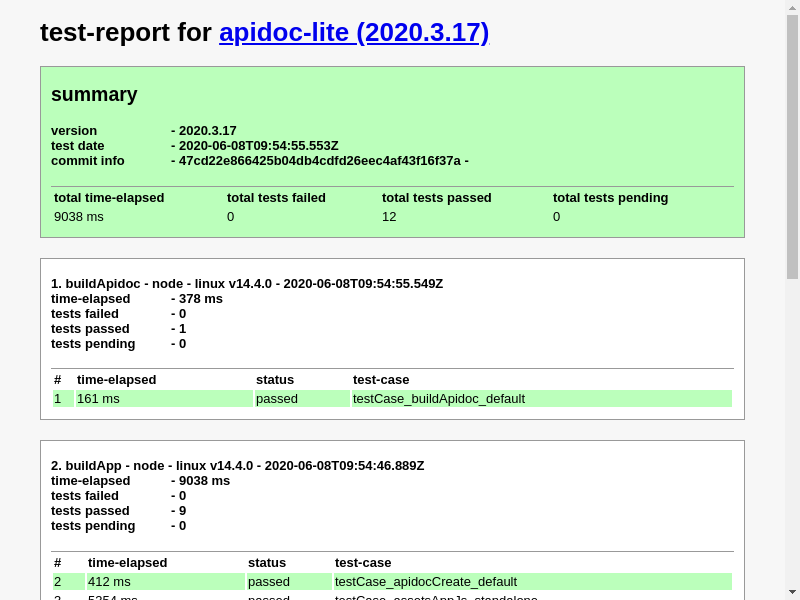 test-report for apidoc-lite (2020.3.17)
summary
version - 2020.3.17
test date - 2020-06-08T09:54:55.553Z
commit info - 47cd22e866425b04db4cdfd26eec4af43f16f37a -
total time-elapsed total tests failed total tests passed total tests pending
9038 ms 0 12 0
1. buildApidoc - node - linux v14.4.0 - 2020-06-08T09:54:55.549Z
time-elapsed - 378 ms
tests failed - 0
tests passed - 1
tests pending - 0
# time-elapsed status test-case
1 161 ms passed testCase_buildApidoc_default
2. buildApp - node - linux v14.4.0 - 2020-06-08T09:54:46.889Z
time-elapsed - 9038 ms
tests failed - 0
tests passed - 9
tests pending - 0
# time-elapsed status test-case
2 412 ms passed testCase_apidocCreate_default
3 5354 ms passed testCase_assetsAppJs_standalone